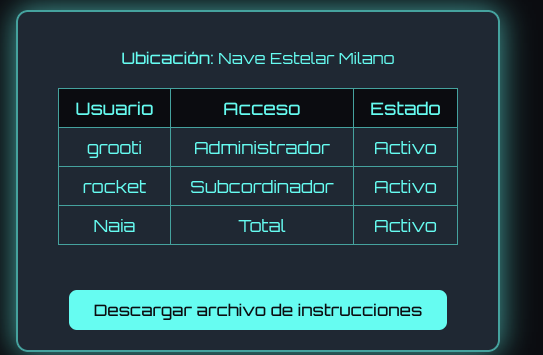 Ubicación: Nave Estelar Milano
Usuario Acceso Estado
grooti Administrador Activo
rocket Subcordinador Activo
Naia Total Activo
Descargar archivo de instrucciones